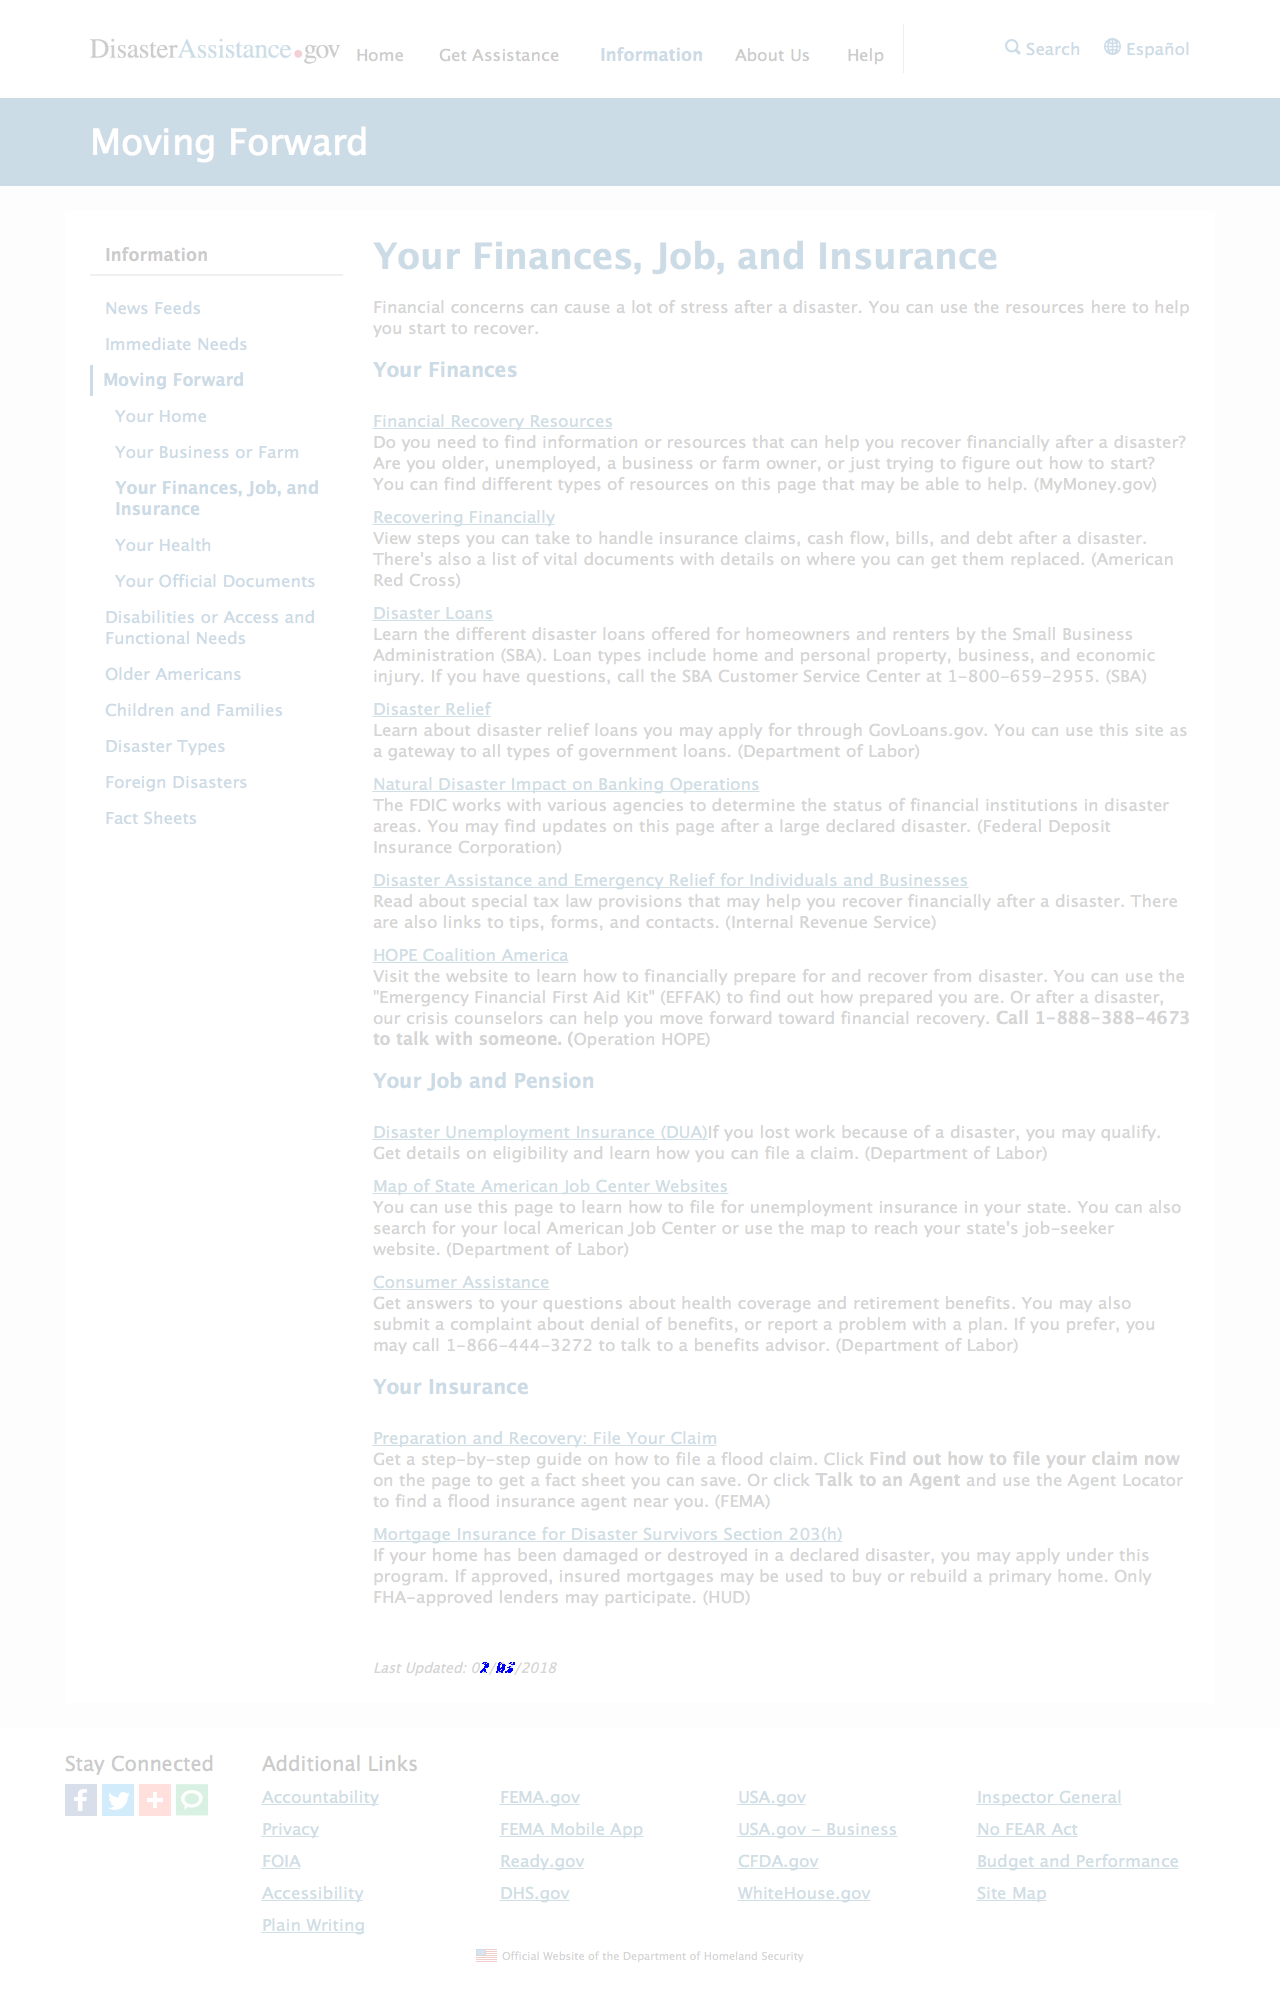 DisasterAssistance.gov Home Get Assistance Information About Us Help Search Español
Moving Forward
Information
News Feeds
Immediate Needs
Moving Forward
Your Home
Your Business or Farm
Your Finances, Job, and
Insurance
Your Health
Your Official Documents
Disabilities or Access and
Functional Needs
Older Americans
Children and Families
Disaster Types
Foreign Disasters
Fact Sheets
Your Finances, Job, and Insurance
Financial concerns can cause a lot of stress after a disaster. You can use the resources here to help
you start to recover.
Your Finances
Financial Recovery Resources
Do you need to find information or resources that can help you recover financially after a disaster?
Are you older, unemployed, a business or farm owner, or just trying to figure out how to start?
You can find different types of resources on this page that may be able to help. (MyMoney.gov)
Recovering Financially
View steps you can take to handle insurance claims, cash flow, bills, and debt after a disaster.
There's also a list of vital documents with details on where you can get them replaced. (American
Red Cross)
Disaster Loans
Learn the different disaster loans offered for homeowners and renters by the Small Business
Administration (SBA). Loan types include home and personal property, business, and economic
injury. If you have questions, call the SBA Customer Service Center at 1-800-659-2955. (SBA)
Disaster Relief
Learn about disaster relief loans you may apply for through GovLoans.gov. You can use this site as
a gateway to all types of government loans. (Department of Labor)
Natural Disaster Impact on Banking Operations
The FDIC works with various agencies to determine the status of financial institutions in disaster
areas. You may find updates on this page after a large declared disaster. (Federal Deposit
Insurance Corporation)
Disaster Assistance and Emergency Relief for Individuals and Businesses
Read about special tax law provisions that may help you recover financially after a disaster. There
are also links to tips, forms, and contacts. (Internal Revenue Service)
HOPE Coalition America
Visit the website to learn how to financially prepare for and recover from disaster. You can use the
"Emergency Financial First Aid Kit" (EFFAK) to find out how prepared you are. Or after a disaster,
our crisis counselors can help you move forward toward financial recovery. Call 1-888-388-4673
to talk with someone. (Operation HOPE)
Your Job and Pension
Disaster Unemployment Insurance (DUA)If you lost work because of a disaster, you may qualify.
Get details on eligibility and learn how you can file a claim. (Department of Labor)
Map of State American Job Center Websites
You can use this page to learn how to file for unemployment insurance in your state. You can also
search for your local American Job Center or use the map to reach your state's job-seeker
website. (Department of Labor)
Consumer Assistance
Get answers to your questions about health coverage and retirement benefits. You may also
submit a complaint about denial of benefits, or report a problem with a plan. If you prefer, you
may call 1-866-444-3272 to talk to a benefits advisor. (Department of Labor)
Your Insurance
Preparation and Recovery: File Your Claim
Get a step-by-step guide on how to file a flood claim. Click Find out how to file your claim now
on the page to get a fact sheet you can save. Or click Talk to an Agent and use the Agent Locator
to find a flood insurance agent near you. (FEMA)
Mortgage Insurance for Disaster Survivors Section 203(h)
If your home has been damaged or destroyed in a declared disaster, you may apply under this
program. If approved, insured mortgages may be used to buy or rebuild a primary home. Only
FHA-approved lenders may participate. (HUD)
Last Updated:
Stay Connected
Additional Links
Accountability FEMA.gov USA.gov Inspector General
Privacy FEMA Mobile App USA.gov - Business No FEAR Act
FOIA Ready.gov CFDA.gov Budget and Performance
Accessibility DHS.gov WhiteHouse.gov Site Map
Plain Writing
Official Website of the Department of Homeland Security